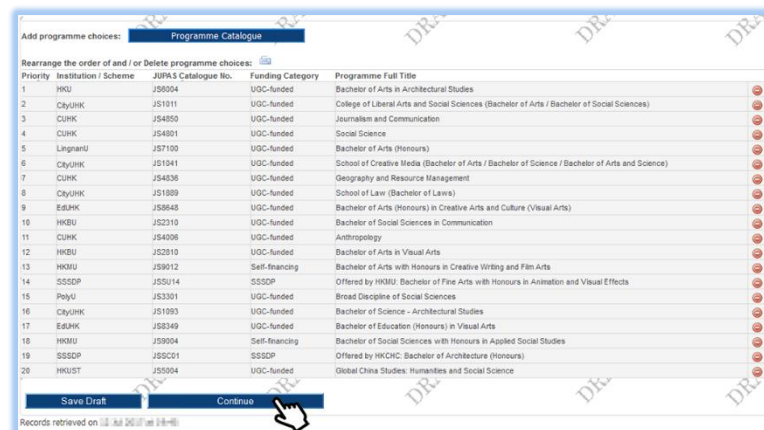 Add programme choices: Programme Catalogue
Rearrange the order of and / or Delete programme choices:
Priority Institution / Scheme JUPAS Catalogue No. Funding Category Programme Full Title
1 HKU JS6004 UGC-funded Bachelor of Arts in Architectural Studies
2 CityUHK JS1011 UGC-funded College of Liberal Arts and Social Sciences (Bachelor of Arts / Bachelor of Social Sciences)
3 CUHK JS4850 UGC-funded Journalism and Communication
4 CUHK JS4801 UGC-funded Social Science
5 LingnanU JS7100 UGC-funded Bachelor of Arts (Honours)
6 CityUHK JS1041 UGC-funded School of Creative Media (Bachelor of Arts / Bachelor of Science / Bachelor of Arts and Science)
7 CUHK JS4836 UGC-funded Geography and Resource Management
8 CityUHK JS1889 UGC-funded School of Law (Bachelor of Laws)
9 EdUHK JS8648 UGC-funded Bachelor of Arts (Honours) in Creative Arts and Culture (Visual Arts)
10 HKBU JS2310 UGC-funded Bachelor of Social Sciences in Communication
11 CUHK JS4006 UGC-funded Anthropology
12 HKBU JS2810 UGC-funded Bachelor of Arts in Visual Arts
13 HKMU JS9012 Self-financing Bachelor of Arts with Honours in Creative Writing and Film Arts
14 SSSDP JSSU14 SSSDP Offered by HKMU: Bachelor of Fine Arts with Honours in Animation and Visual Effects
15 PolyU JS3301 UGC-funded Broad Discipline of Social Sciences
16 CityUHK JS1093 UGC-funded Bachelor of Science - Architectural Studies
17 EdUHK JS8349 UGC-funded Bachelor of Education (Honours) in Visual Arts
18 HKMU JS9004 Self-financing Bachelor of Social Sciences with Honours in Applied Social Studies
19 SSSDP JSSC01 SSSDP Offered by HKCHC: Bachelor of Architecture (Honours)
20 HKUST JS5004 UGC-funded Global China Studies: Humanities and Social Science
Save Draft Continue
Records retrieved on